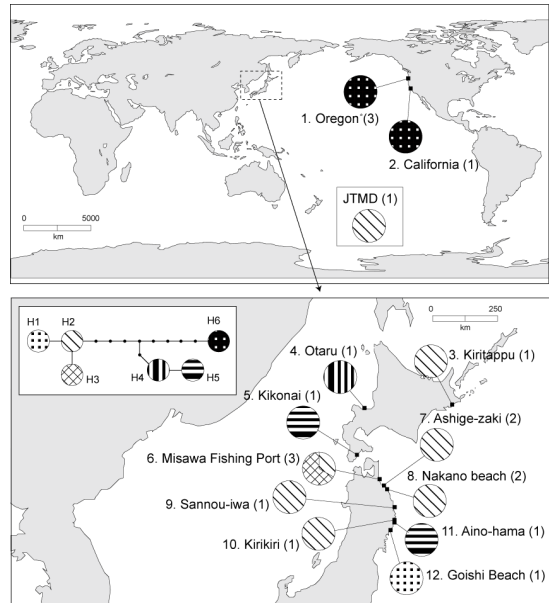 1. Oregon*(3)
2. California (1)
JTMD (1)
0 5000
km
0 250
km
H1 H2 H6
H3 H4 H5
4. Otaru (1)
3. Kiritappu (1)
5. Kikonai (1)
7. Ashige-zaki (2)
6. Misawa Fishing Port (3)
8. Nakano beach (2)
9. Sannou-iwa (1)
10. Kirikiri (1)
11. Aino-hama (1)
12. Goishi Beach (1)